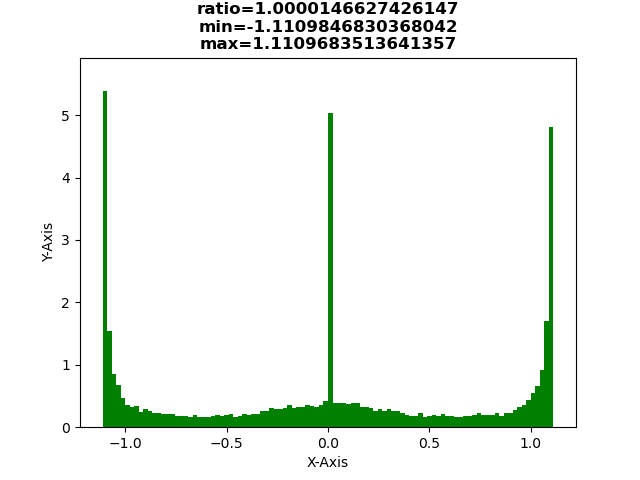 ratio=1.0000146627426147
min=-1.1109846830368042
max=1.1109683513641357
5
4
3
2
1
0
Y-Axis
−1.0 −0.5 0.0 0.5 1.0
X-Axis